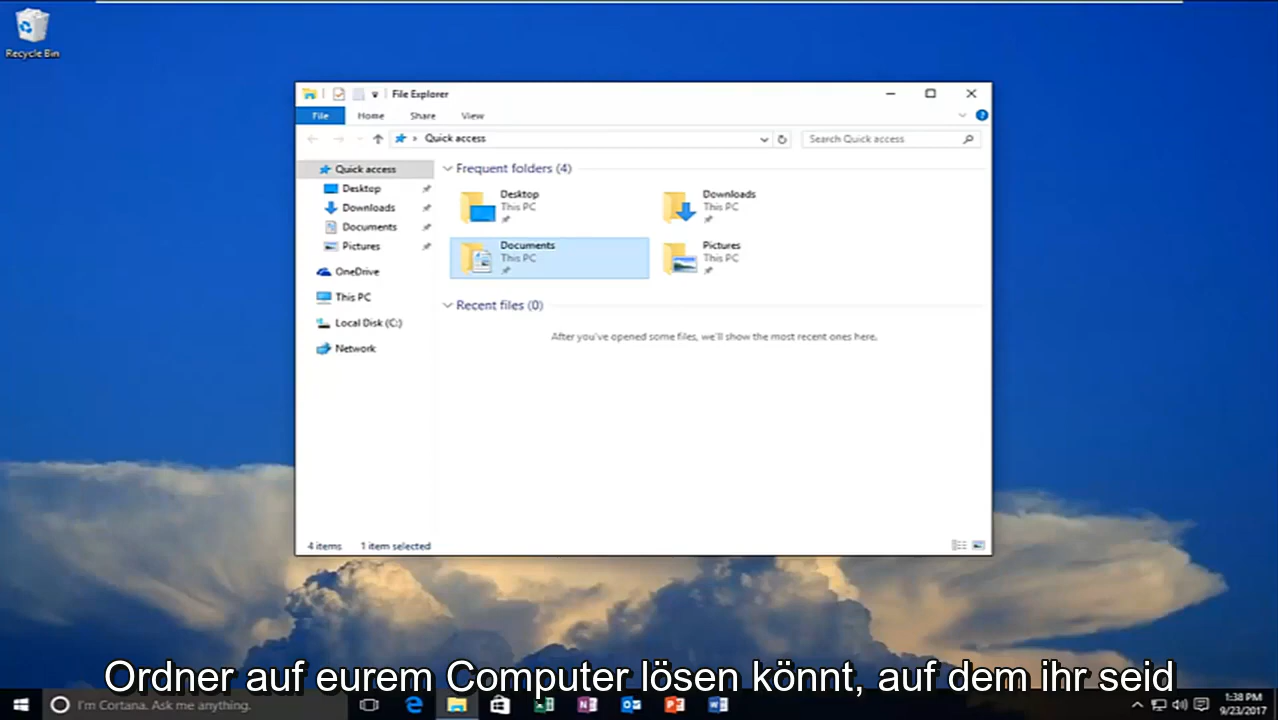 Recycle Bin
File Explorer
File Home Share View
Quick access
Search Quick access
Quick access
Desktop
Downloads
Documents
Pictures
OneDrive
This PC
Local Disk (C:)
Network
Frequent folders (4)
Desktop
This PC
Downloads
This PC
Documents
This PC
Pictures
This PC
Recent files (0)
After you've opened some files, we'll show the most recent ones here.
4 items 1 item selected
Ordner auf eurem Computer lösen könnt, auf dem ihr seid
I'm Cortana. Ask me anything.
1:38 PM
9/23/2017